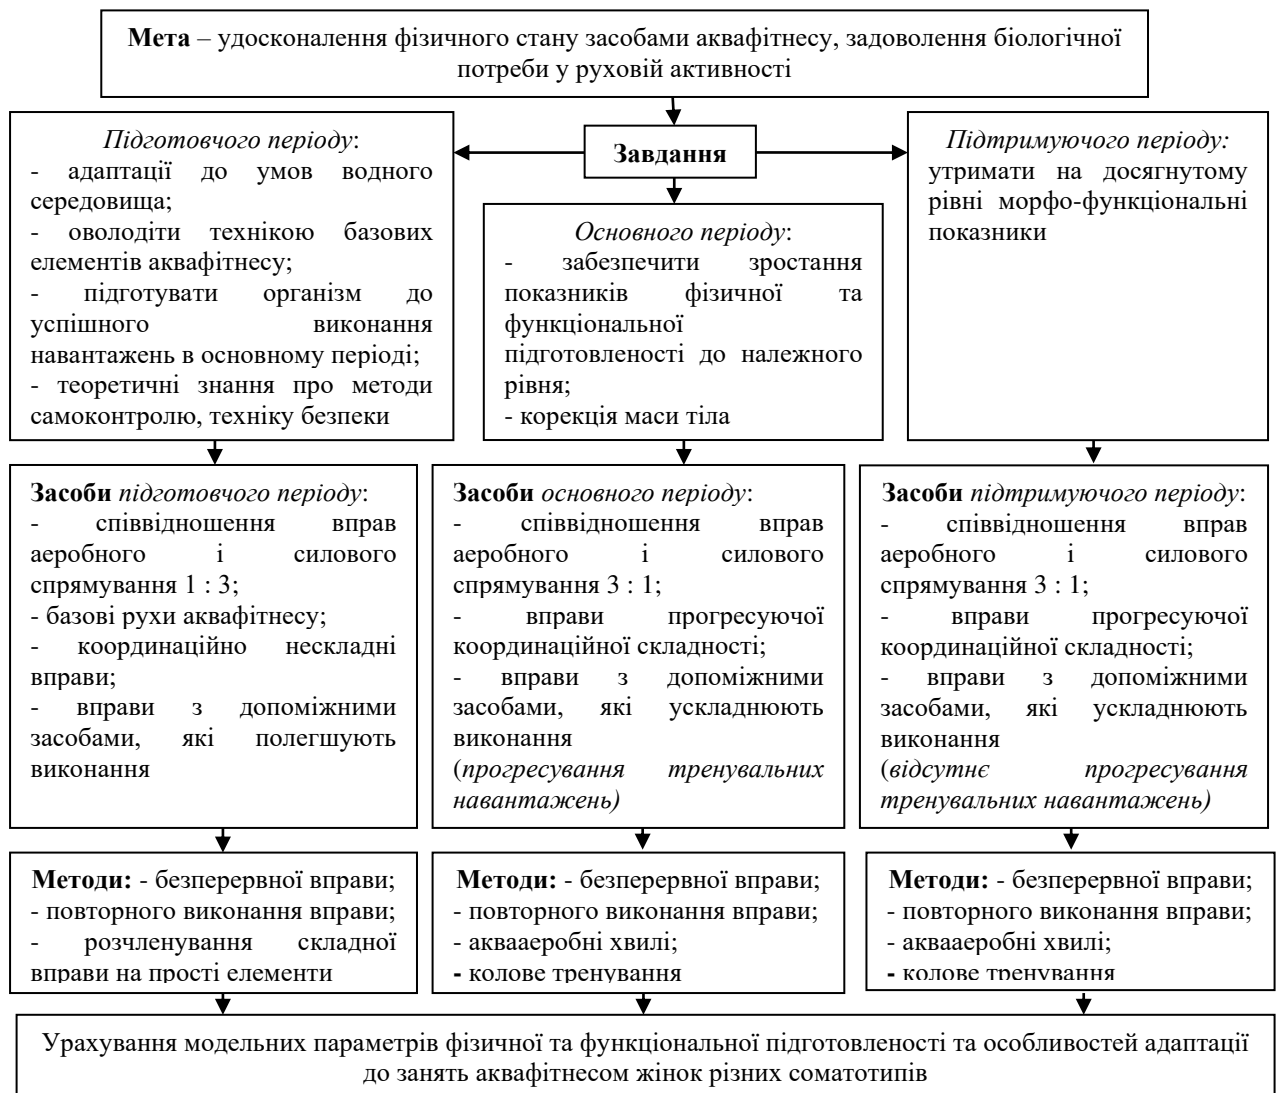 Мета – удосконалення фізичного стану засобами аквафітнесу, задоволення біологічної
потреби у руховій активності
Завдання
Підготовчого періоду:
- адаптації до умов водного
середовища;
- оволодіти технікою базових
елементів аквафітнесу;
- підготувати організм до
успішного виконання
навантажень в основному періоді;
- теоретичні знання про методи
самоконтролю, техніку безпеки
Основного періоду:
- забезпечити зростання
показників фізичної та
функціональної
підготовленості до належного
рівня;
- корекція маси тіла
Підтримуючого періоду:
утримати на досягнутому
рівні морфо-функціональні
показники
Засоби підготовчого періоду:
- співвідношення вправ
аеробного і силового
спрямування 1 : 3;
- базові рухи аквафітнесу;
- координаційно нескладні
вправи;
- вправи з допоміжними
засобами, які полегшують
виконання
Засоби основного періоду:
- співвідношення вправ
аеробного і силового
спрямування 3 : 1;
- вправи прогресуючої
координаційної складності;
- вправи з допоміжними
засобами, які ускладнюють
виконання
(прогресування тренувальних
навантажень)
Засоби підтримуючого періоду:
- співвідношення вправ
аеробного і силового
спрямування 3 : 1;
- вправи прогресуючої
координаційної складності;
- вправи з допоміжними
засобами, які ускладнюють
виконання
(відсутнє прогресування
тренувальних навантажень)
Методи: - безперервної вправи;
- повторного виконання вправи;
- розчленування складної
вправи на прості елементи
Методи: - безперервної вправи;
- повторного виконання вправи;
- аквааеробні хвилі;
- колове тренування
Методи: - безперервної вправи;
- повторного виконання вправи;
- аквааеробні хвилі;
- колове тренування
Урахування модельних параметрів фізичної та функціональної підготовленості та особливостей адаптації
до занять аквафітнесом жінок різних соматотипів